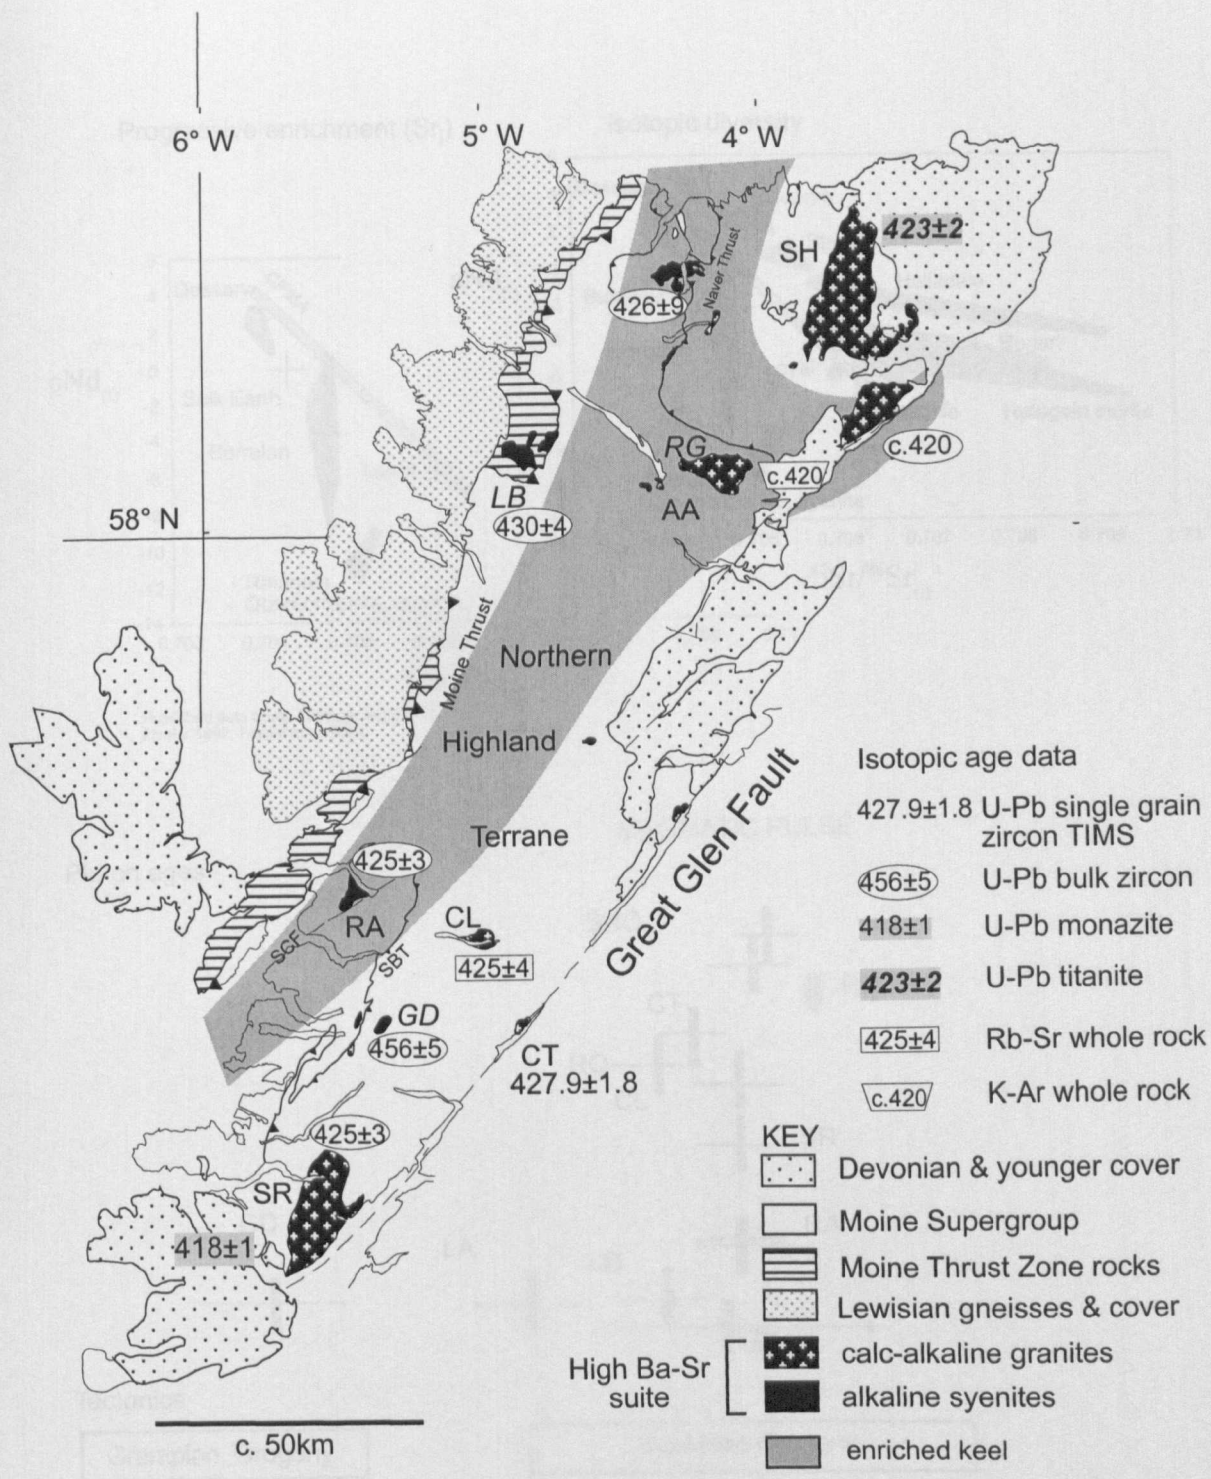 6° W
5° W
4° W
SH
423±2
426±9
Naver Thrust
RG
c.420
c.420
AA
LB
430±4
58° N
Moine Thrust
Northern
Highland
Terrane
Great Glen Fault
425±3
RA
CL
425±4
SGF
SBT
GD
456±5
CT
427.9±1.8
425±3
SR
418±1
Isotopic age data
427.9±1.8 U-Pb single grain
zircon TIMS
456±5 U-Pb bulk zircon
418±1 U-Pb monazite
423±2 U-Pb titanite
425±4 Rb-Sr whole rock
c.420 K-Ar whole rock
KEY
Devonian & younger cover
Moine Supergroup
Moine Thrust Zone rocks
Lewisian gneisses & cover
High Ba-Sr
suite
calc-alkaline granites
alkaline syenites
enriched keel
c. 50km